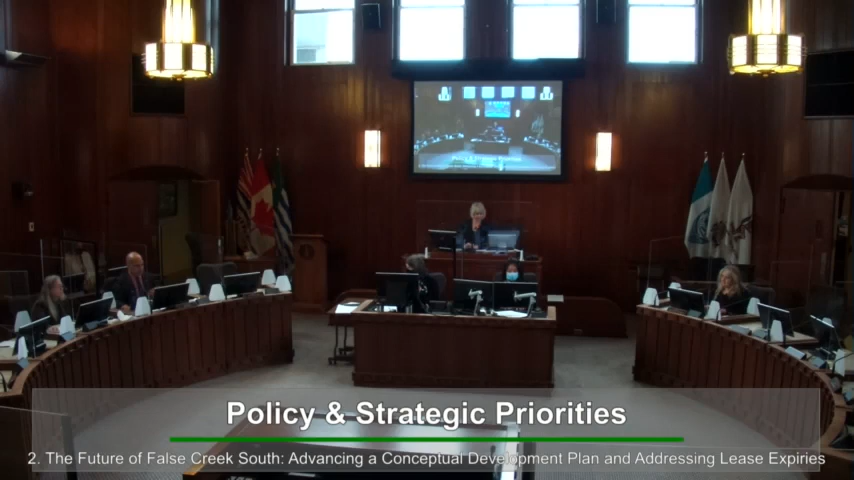 Policy & Strategic Priorities
2. The Future of False Creek South: Advancing a Conceptual Development Plan and Addressing Lease Expiries